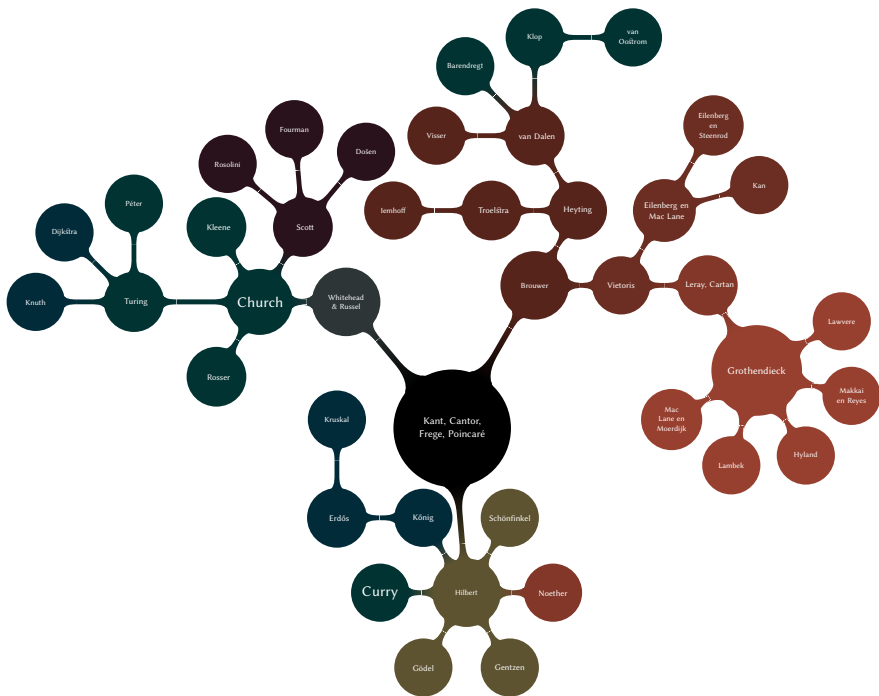 Klop
van
Oostrom
Barendregt
Visser
van Dalen
Iemhoff
Troelstra
Heyting
Fourman
Rosolini
Došen
Scott
Kleene
Péter
Dijkstra
Knuth
Turing
Church
Whitehead
& Russel
Rosser
Eilenberg
en
Steenrod
Kan
Eilenberg en
Mac Lane
Brouwer
Vietoris
Leray, Cartan
Lawvere
Grothendieck
Makkai
en Reyes
Mac
Lane en
Moerdijk
Lambek
Hyland
Kant, Cantor,
Frege, Poincaré
Kruskal
Erdős
Kőnig
Schönfinkel
Curry
Hilbert
Noether
Gödel
Gentzen